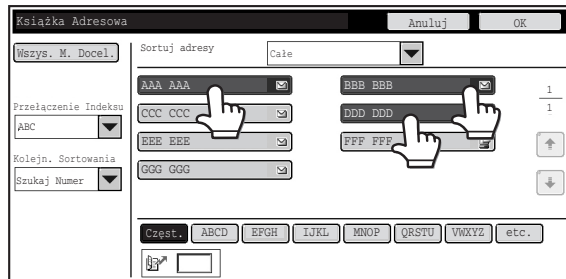 Książka Adresowa
Anuluj
OK
Wszys. M. Docel.
Sortuj adresy
Całe
AAA AAA
BBB BBB
CCC CCC
DDD DDD
EEE EEE
FFF FFF
GGG GGG
1
1
Przełączenie Indeksu
ABC
Kolejn. Sortowania
Szukaj Numer
Częst.
ABCD
EFGH
IJKL
MNOP
QRSTU
VWXYZ
etc.